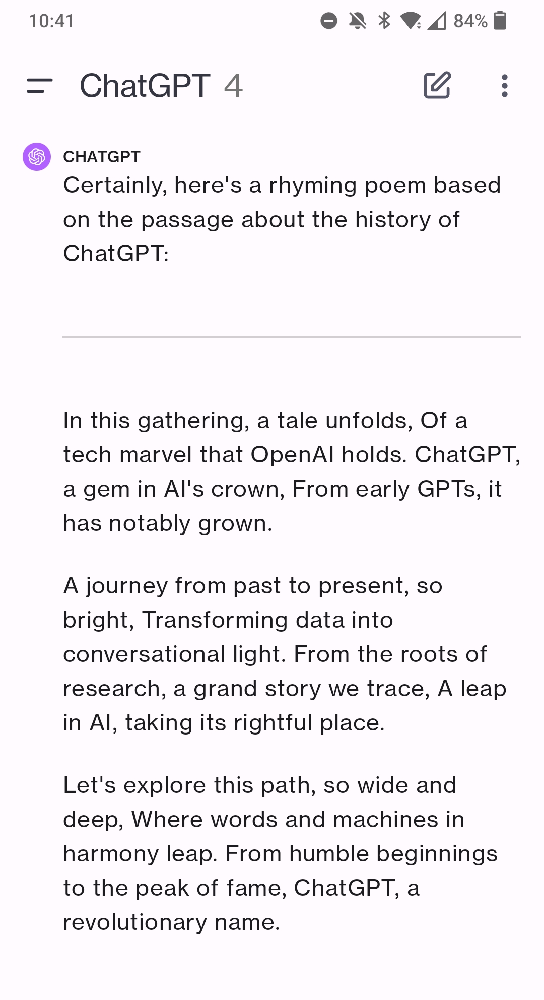 10:41
84%
ChatGPT 4
CHATGPT
Certainly, here's a rhyming poem based
on the passage about the history of
ChatGPT:
In this gathering, a tale unfolds, Of a
tech marvel that OpenAI holds. ChatGPT,
a gem in AI's crown, From early GPTs, it
has notably grown.
A journey from past to present, so
bright, Transforming data into
conversational light. From the roots of
research, a grand story we trace, A leap
in AI, taking its rightful place.
Let's explore this path, so wide and
deep, Where words and machines in
harmony leap. From humble beginnings
to the peak of fame, ChatGPT, a
revolutionary name.